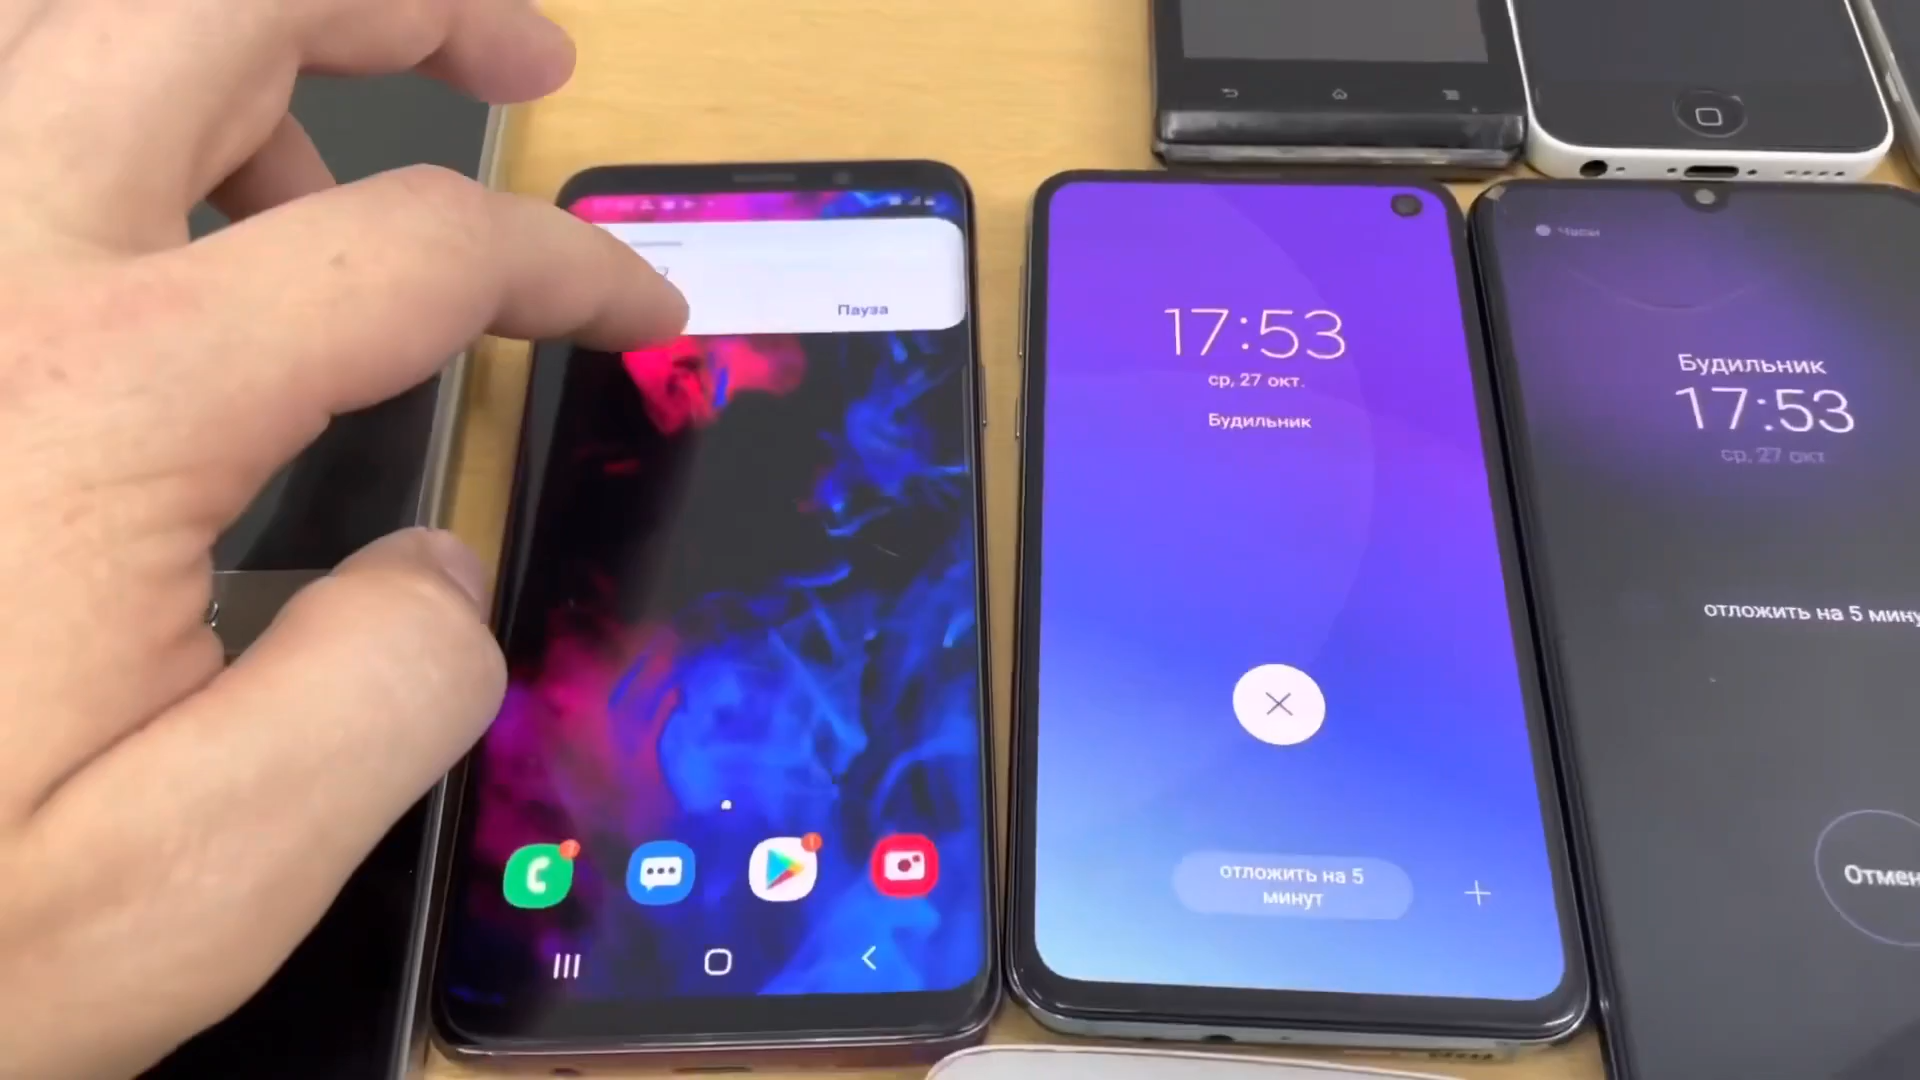 Пауза
17:53
ср, 27 окт.
Будильник
отложить на 5
минут
Часы
Будильник
17:53
ср, 27 окт.
отложить на 5 мину
Отмен